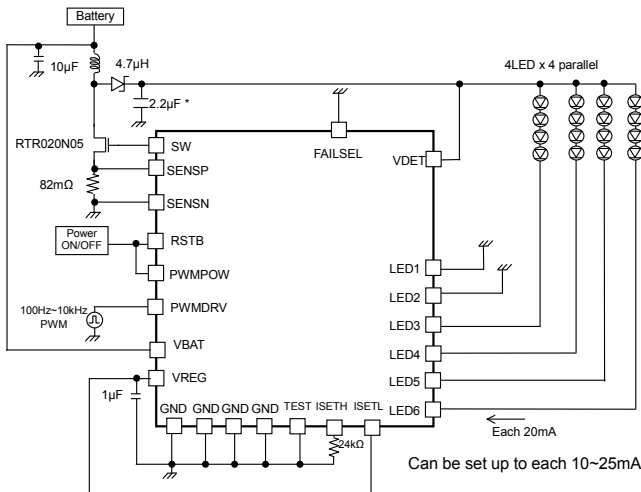 Battery
10μF
4.7μH
2.2μF *
4LED x 4 parallel
RTR020N05
82mΩ
SW
SENSP
SENSN
FAILSEL
VDET
Power
ON/OFF
RSTB
PWMPOW
100Hz~10kHz
PWM
PWMDRV
VBAT
VREG
1μF
LED1
LED2
LED3
LED4
LED5
LED6
GND GND GND GND TEST ISETH ISETL
24kΩ
Each 20mA
Can be set up to each 10~25mA